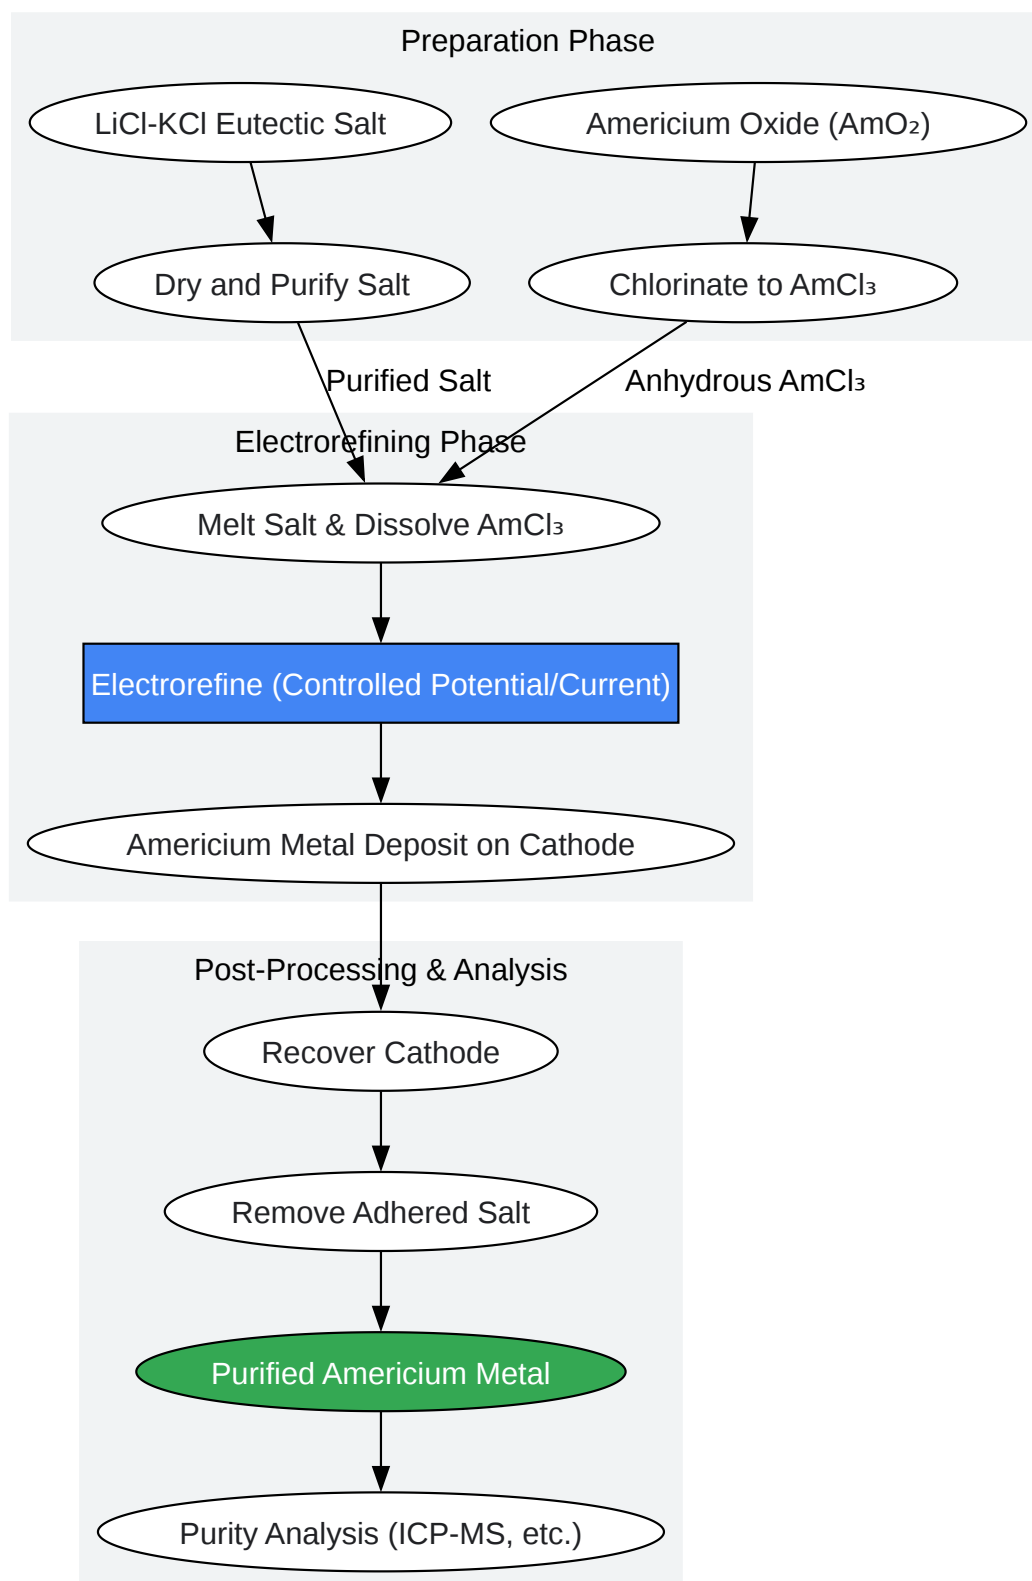 Preparation Phase
LiCl-KCl Eutectic Salt
Americium Oxide (AmO₂)
Dry and Purify Salt
Chlorinate to AmCl₃
Purified Salt
Anhydrous AmCl₃
Electrorefining Phase
Melt Salt & Dissolve AmCl₃
Electrorefine (Controlled Potential/Current)
Americium Metal Deposit on Cathode
Post-Processing & Analysis
Recover Cathode
Remove Adhered Salt
Purified Americium Metal
Purity Analysis (ICP-MS, etc.)